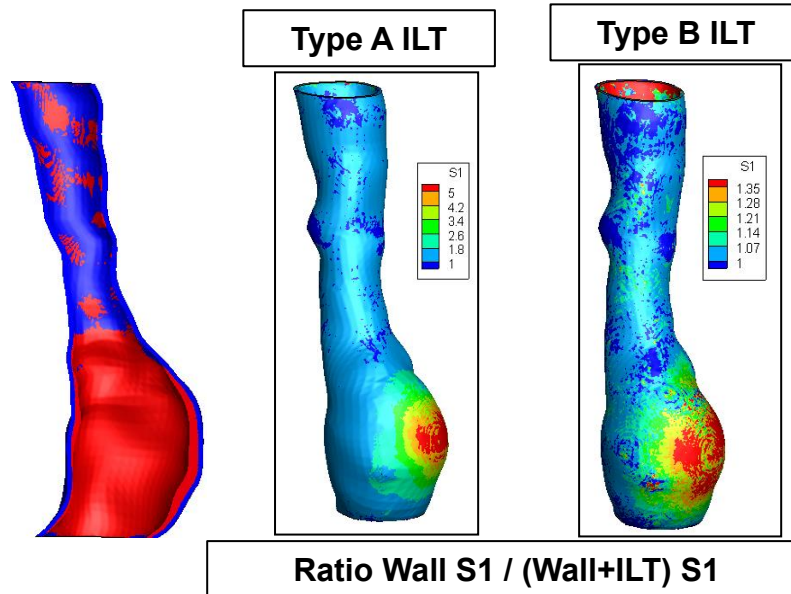 Type A ILT
Type B ILT
S1
5
4.2
3.4
2.6
1.8
1
S1
1.35
1.28
1.21
1.14
1.07
1
Ratio Wall S1 / (Wall+ILT) S1